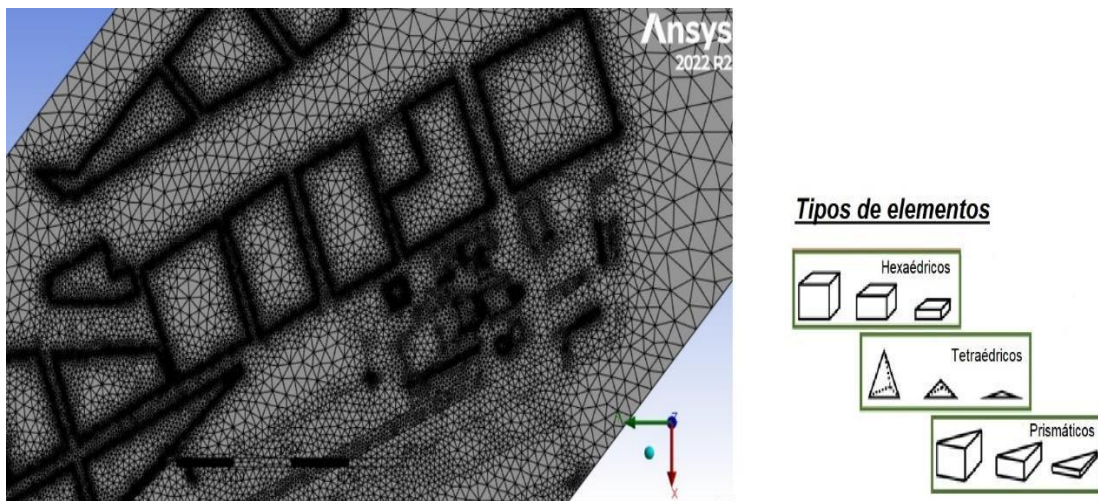 Ansys
2022 R2
Tipos de elementos
Hexaédricos
Tetraédricos
Prismáticos
Z
X